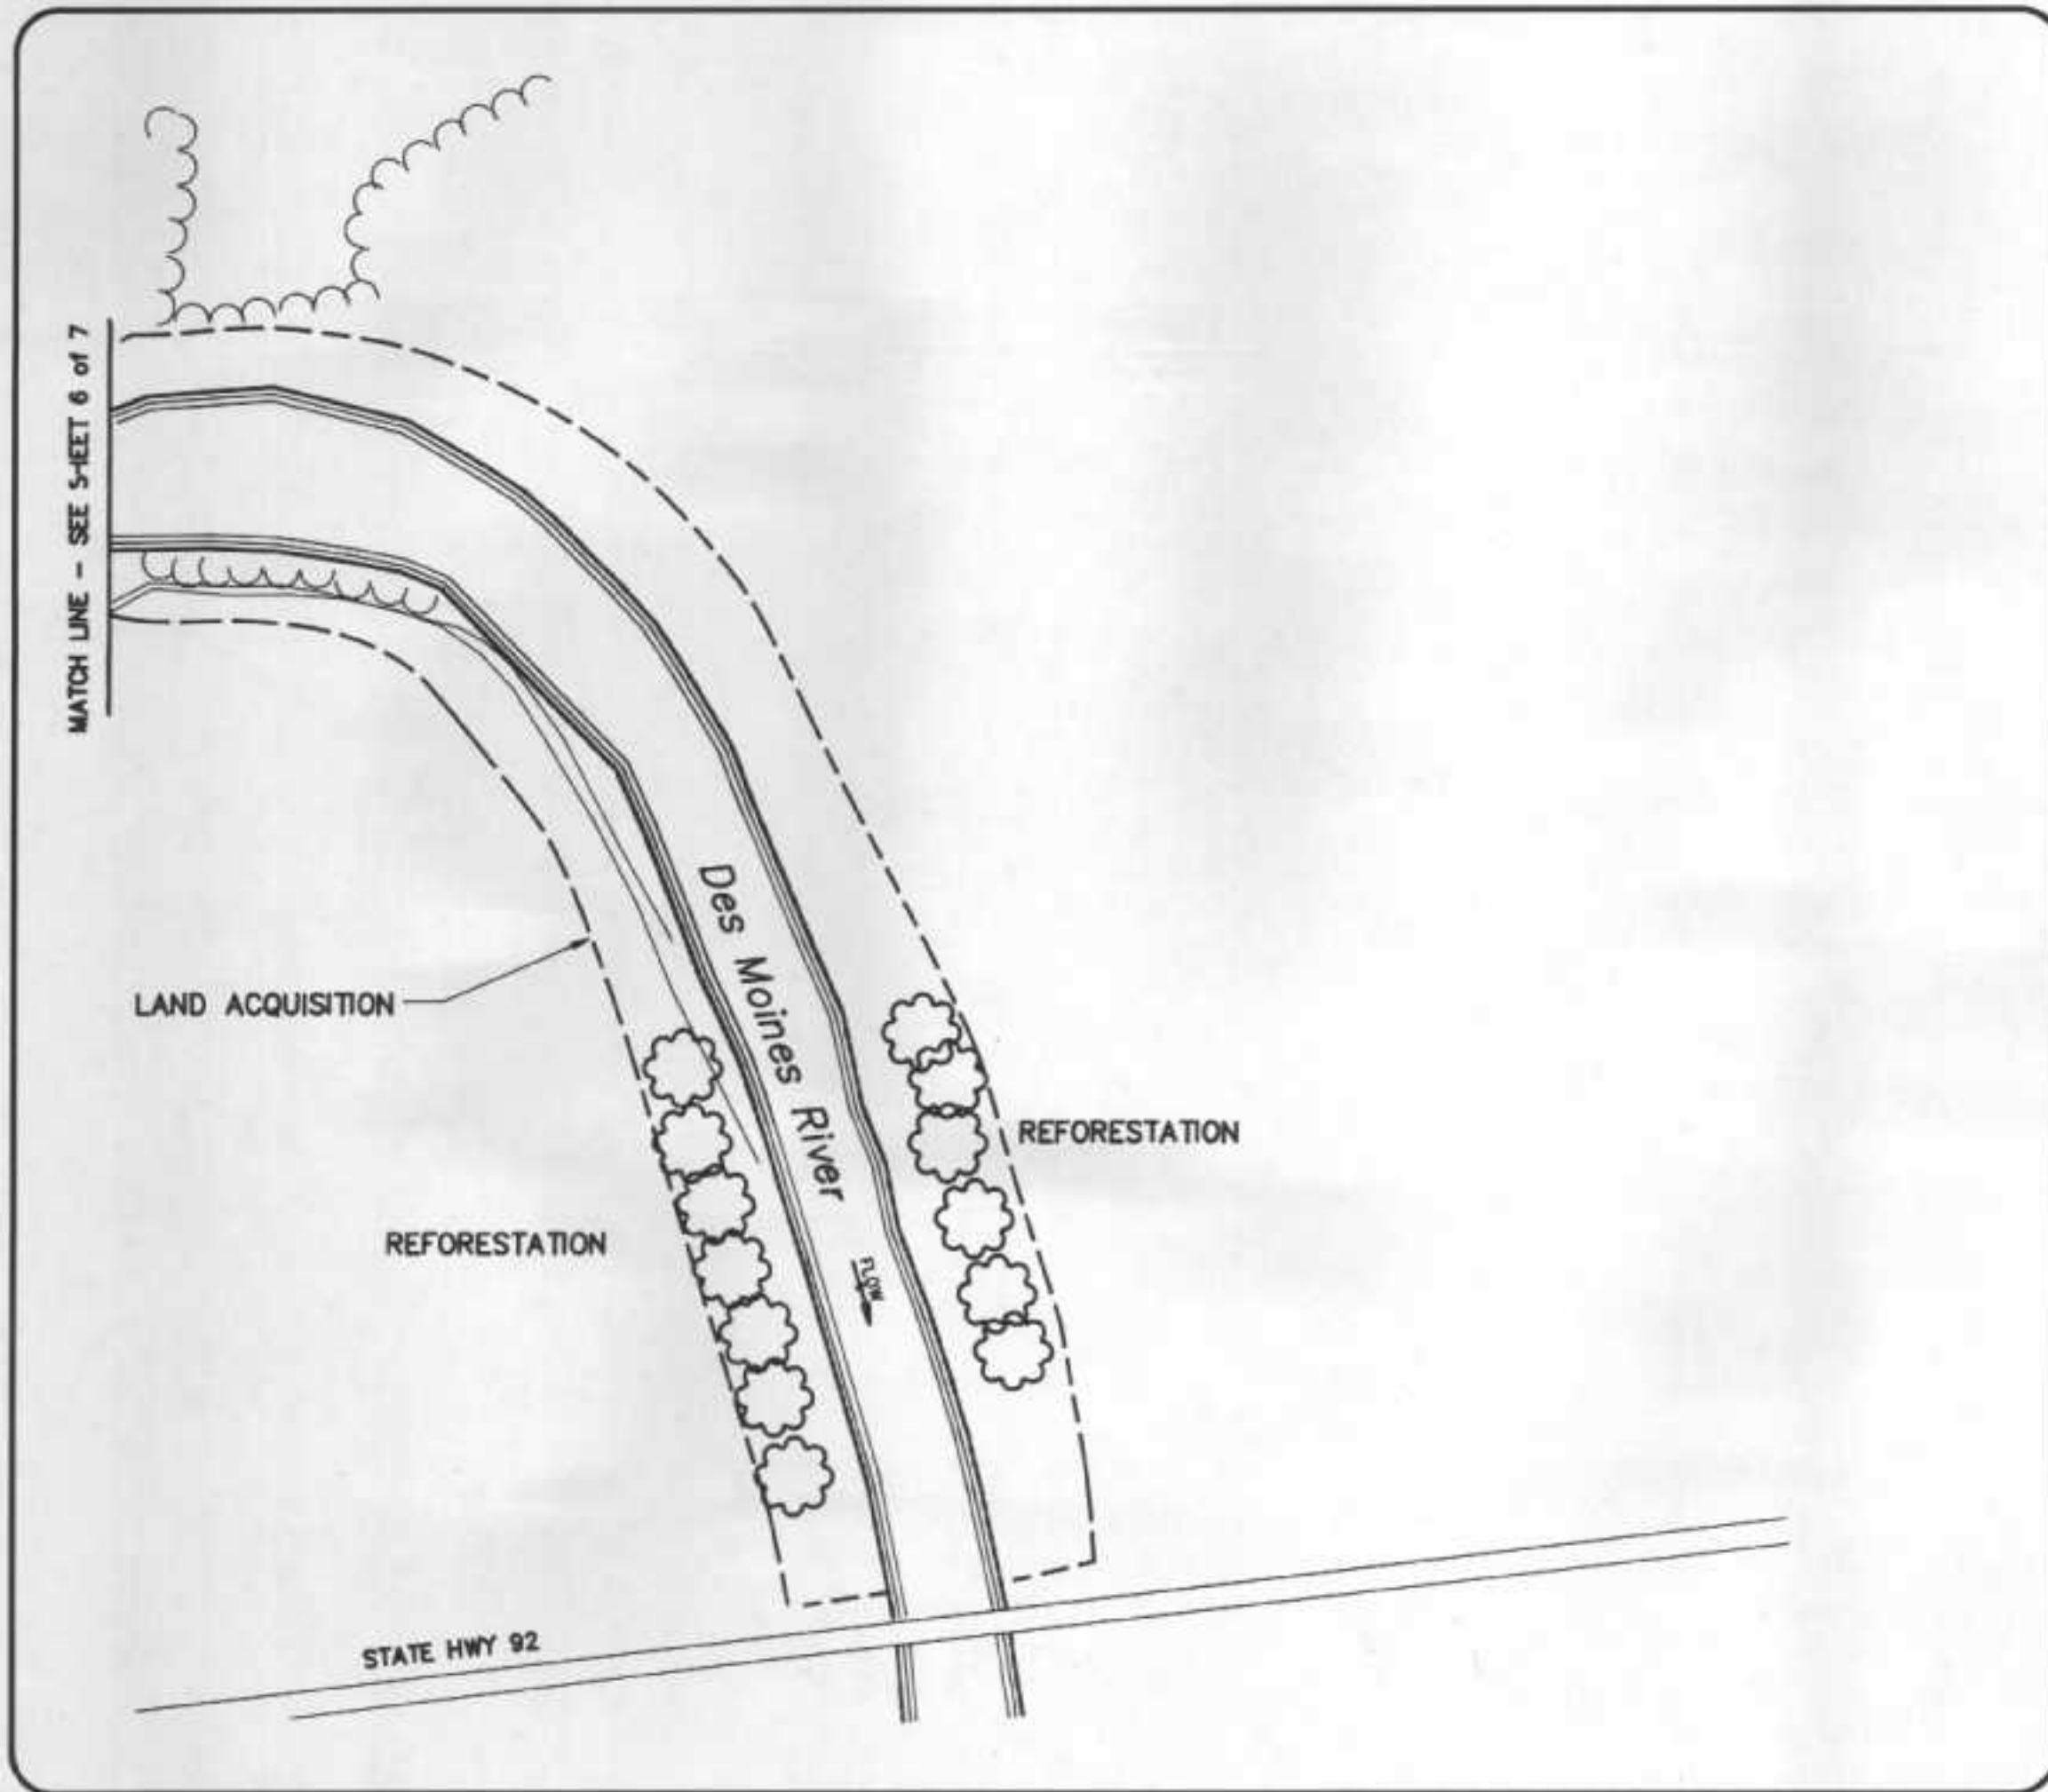 MATCH LINE - SEE SHEET 6 of 7
Des Moines River
LAND ACQUISITION
REFORESTATION
REFORESTATION
FLOW
STATE HWY 92